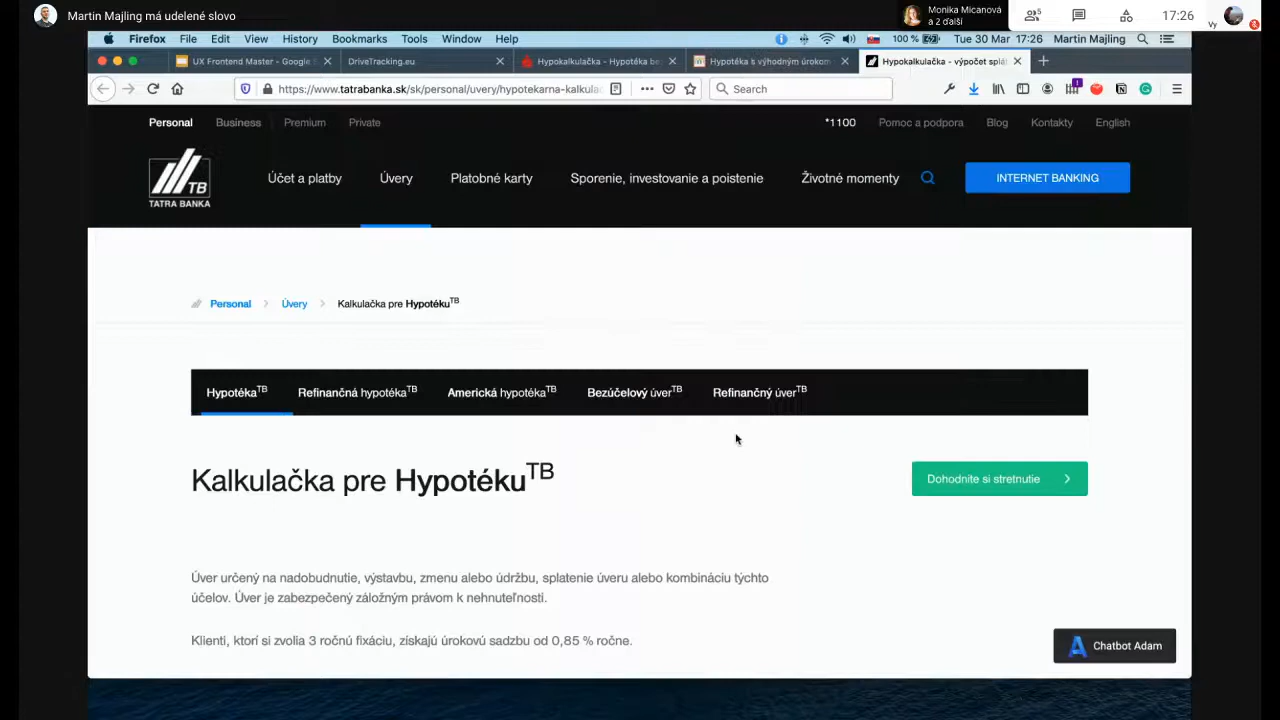 Martin Majling má udelené slovo
Monika Micanová
a 2 ďalší
5
17:26
Vy
Firefox File Edit View History Bookmarks Tools Window Help
100 % Tue 30 Mar 17:26 Martin Majling
UX Frontend Master - Google S
DriveTracking.eu
Hypokalkulačka - Hypotéka be
Hypotéka s výhodným úrokom
Hypokalkulačka - výpočet splá
https://www.tatrabanka.sk/sk/personal/uvery/hypotekarna-kalkula
Search
1
Personal Business Premium Private
*1100 Pomoc a podpora Blog Kontakty English
TB
TATRA BANKA
Účet a platby Úvery Platobné karty Sporenie, investovanie a poistenie Životné momenty
INTERNET BANKING
Personal Úvery Kalkulačka pre HypotékuTB
HypotékaTB Refinančná hypotékaTB Americká hypotékaTB Bezúčelový úverTB Refinančný úverTB
Kalkulačka pre HypotékuTB
Dohodnite si stretnutie
Úver určený na nadobudnutie, výstavbu, zmenu alebo údržbu, splatenie úveru alebo kombináciu týchto
účelov. Úver je zabezpečený záložným právom k nehnuteľnosti.
Klienti, ktorí si zvolia 3 ročnú fixáciu, získajú úrokovú sadzbu od 0,85 % ročne.
Chatbot Adam